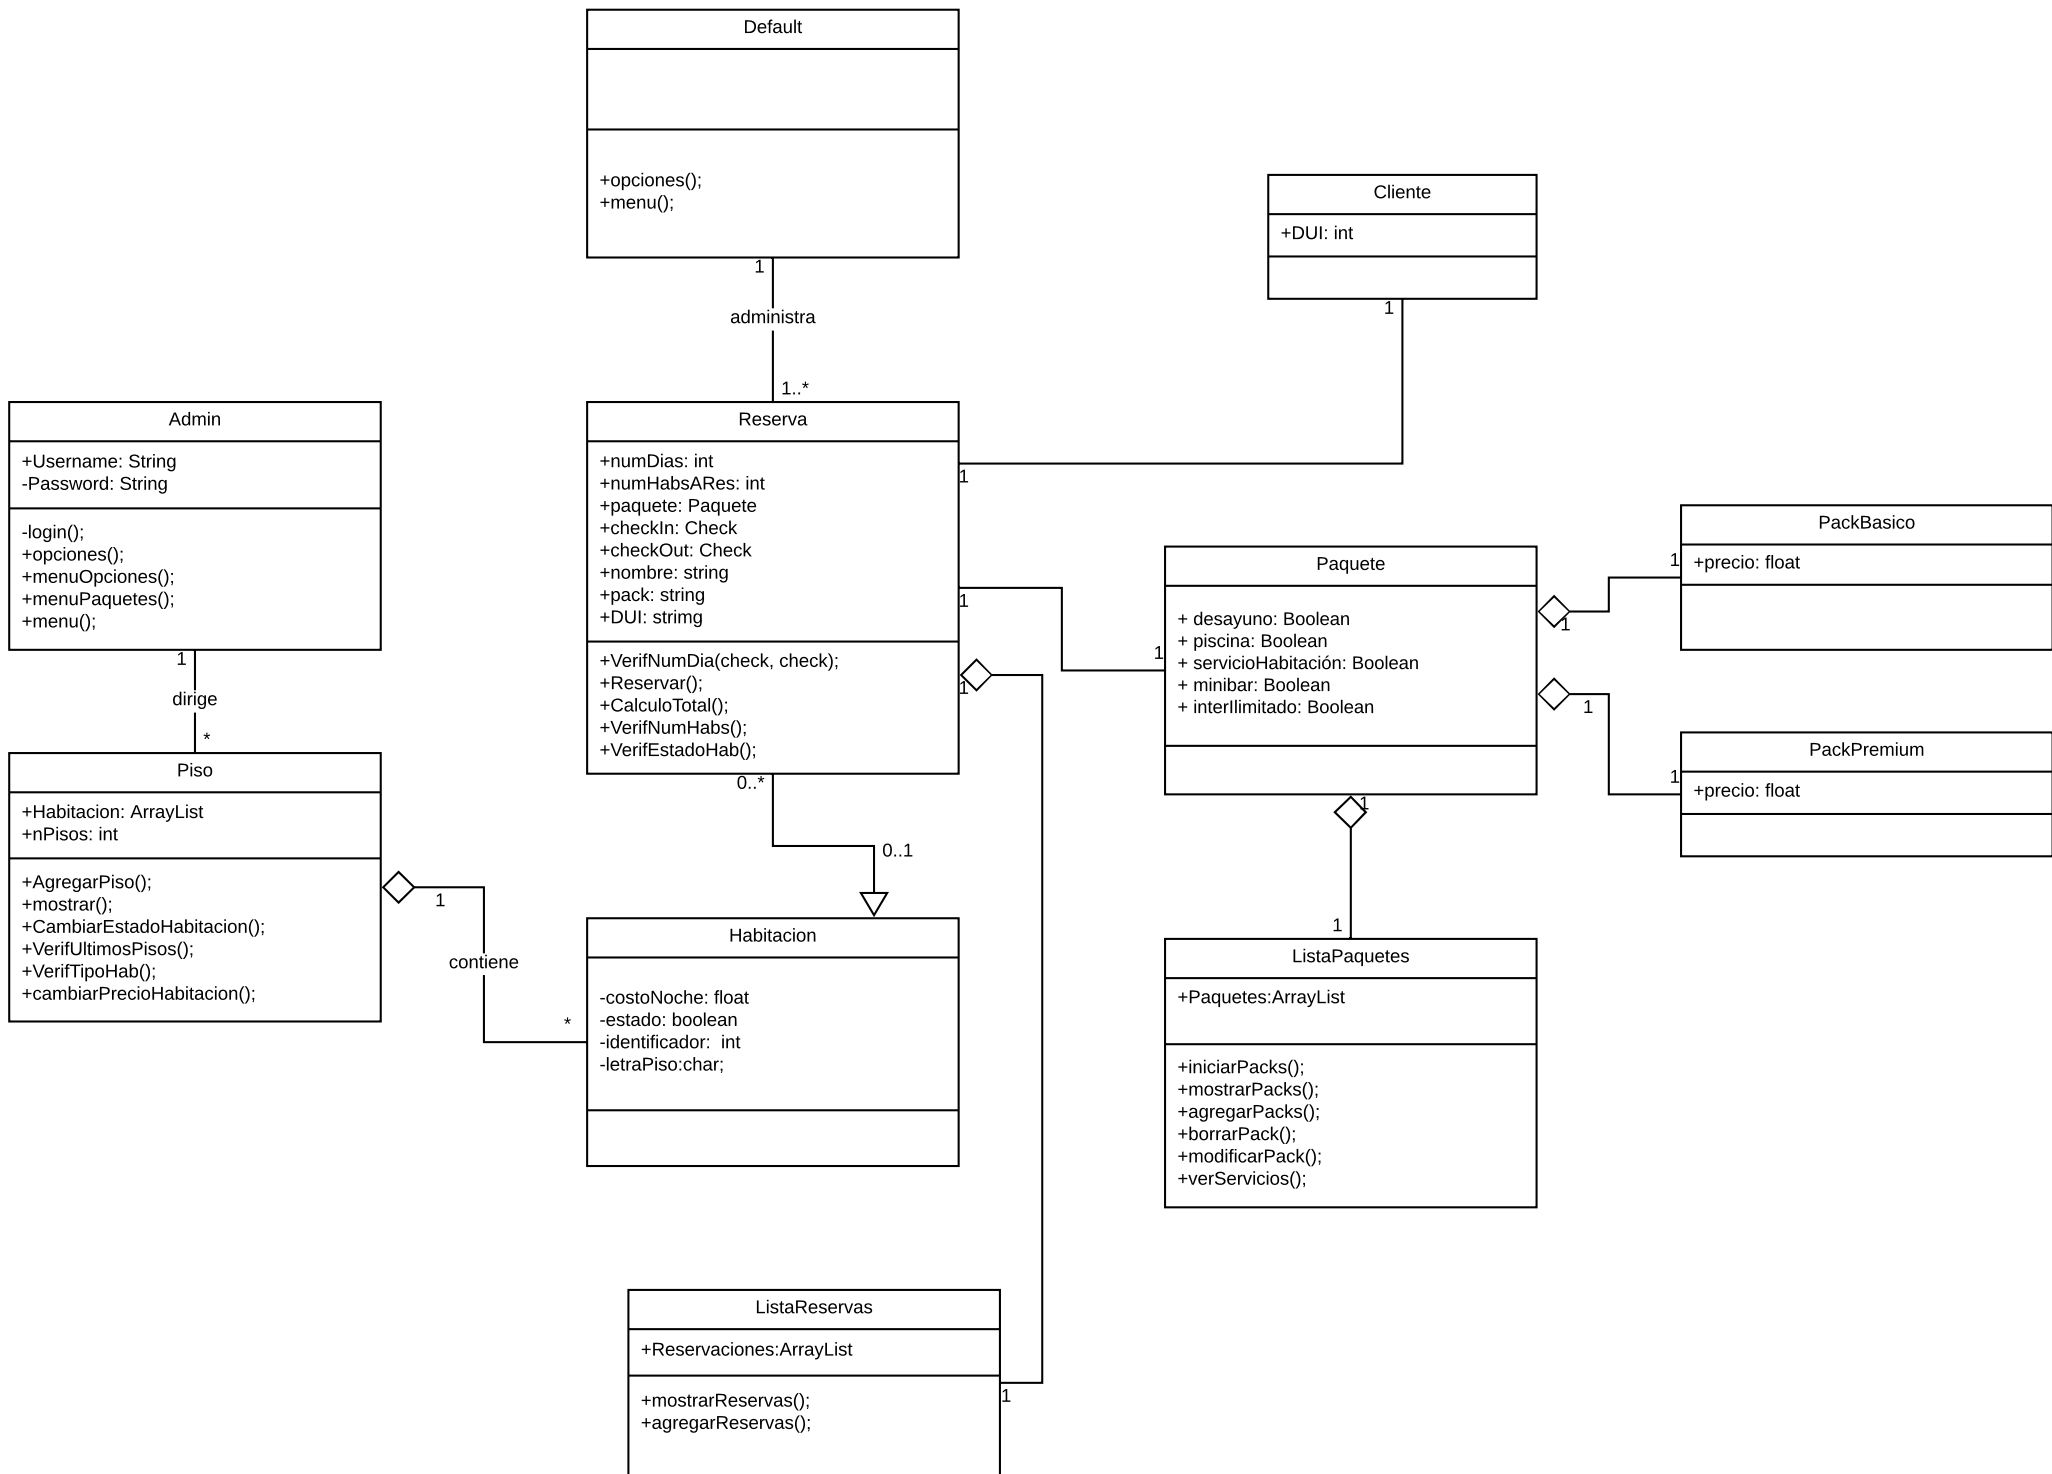 Default
+opciones();
+menu();
1
administra
1..*
Cliente
+DUI: int
1
Admin
+Username: String
-Password: String
-login();
+opciones();
+menuOpciones();
+menuPaquetes();
+menu();
1
dirige
*
Reserva
+numDias: int
+numHabsARes: int
+paquete: Paquete
+checkIn: Check
+checkOut: Check
+nombre: string
+pack: string
+DUI: strimg
+VerifNumDia(check, check);
+Reservar();
+CalculoTotal();
+VerifNumHabs();
+VerifEstadoHab();
1
1
1
0..*
0..1
Paquete
+ desayuno: Boolean
+ piscina: Boolean
+ servicioHabitación: Boolean
+ minibar: Boolean
+ interIlimitado: Boolean
1
1
1
1
PackBasico
+precio: float
1
PackPremium
+precio: float
1
Piso
+Habitacion: ArrayList
+nPisos: int
+AgregarPiso();
+mostrar();
+CambiarEstadoHabitacion();
+VerifUltimosPisos();
+VerifTipoHab();
+cambiarPrecioHabitacion();
1
contiene
*
Habitacion
-costoNoche: float
-estado: boolean
-identificador:  int
-letraPiso:char;
1
ListaPaquetes
+Paquetes:ArrayList
+iniciarPacks();
+mostrarPacks();
+agregarPacks();
+borrarPack();
+modificarPack();
+verServicios();
ListaReservas
+Reservaciones:ArrayList
+mostrarReservas();
+agregarReservas();
1